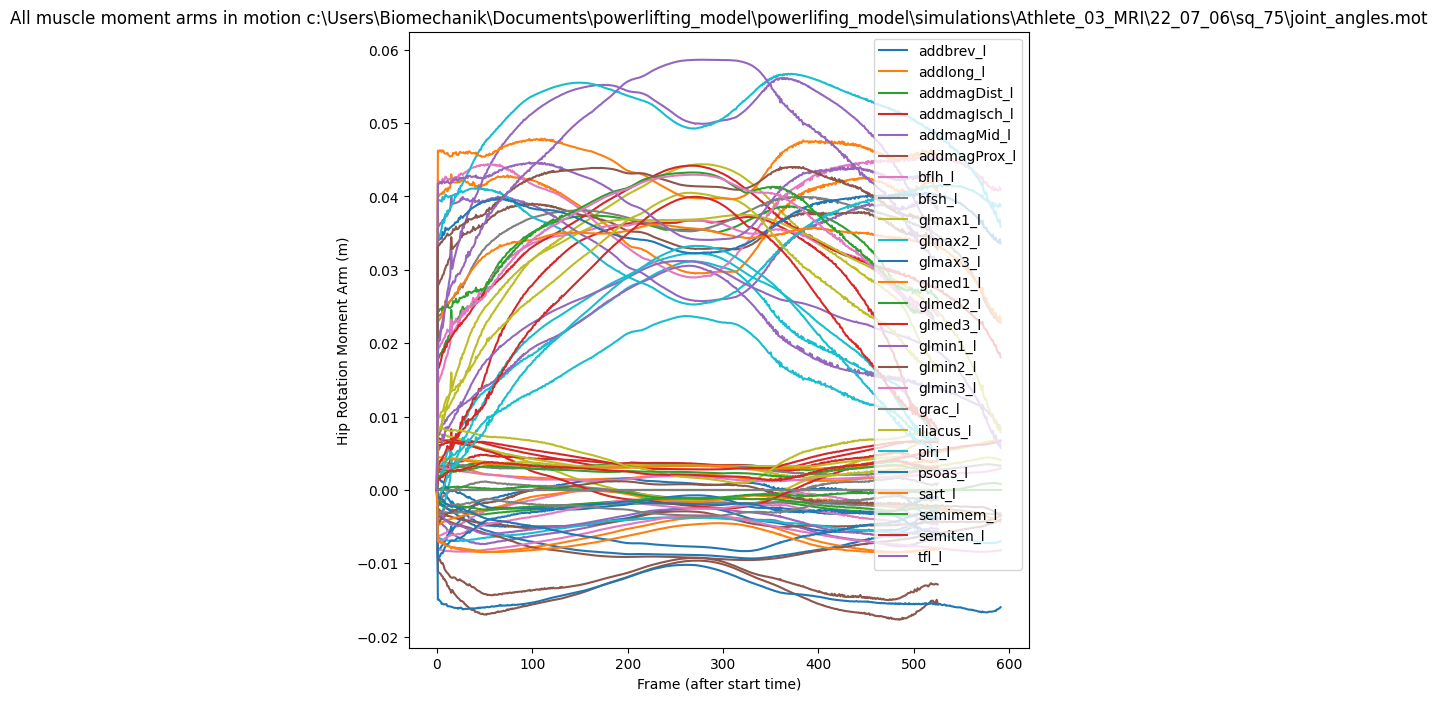 All muscle moment arms in motion c:\Users\Biomechanik\Documents\powerlifting_model\powerlifing_model\simulations\Athlete_03_MRI\22_07_06\sq_75\joint_angles.mot
0.06
0.05
0.04
0.03
0.02
0.01
0.00
−0.01
−0.02
Hip Rotation Moment Arm (m)
addbrev_l
addlong_l
addmagDist_l
addmagIsch_l
addmagMid_l
addmagProx_l
bflh_l
bfsh_l
glmax1_l
glmax2_l
glmax3_l
glmed1_l
glmed2_l
glmed3_l
glmin1_l
glmin2_l
glmin3_l
grac_l
iliacus_l
piri_l
psoas_l
sart_l
semimem_l
semiten_l
tfl_l
0 100 200 300 400 500 600
Frame (after start time)